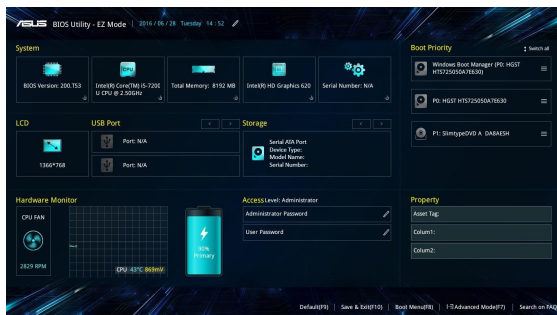 ASUS BIOS Utility - EZ Mode 2016 / 06 / 28 Tuesday 14 : 52
System
BIOS Version: 200.T53
Intel(R) Core(TM) i5-7200
U CPU @ 2.50GHz
Total Memory: 8192 MB
Intel(R) HD Graphics 620
Serial Number: N/A
Boot Priority
Switch all
Windows Boot Manager (P0: HGST
HTS725050A7E630)
P0: HGST HTS725050A7E630
P1: SlimtypeDVD A DA8AESH
LCD
1366*768
USB Port
Port: N/A
Port: N/A
Storage
Serial ATA Port
Device Type:
Model Name:
Serial Number:
Hardware Monitor
CPU FAN
2829 RPM
CPU 43°C 869mV
90%
Primary
Access Level: Administrator
Administrator Password
User Password
Property
Asset Tag:
Colum1:
Colum2:
Default(F9) | Save & Exit(F10) | Boot Menu(F8) | Advanced Mode(F7) | Search on FAQ